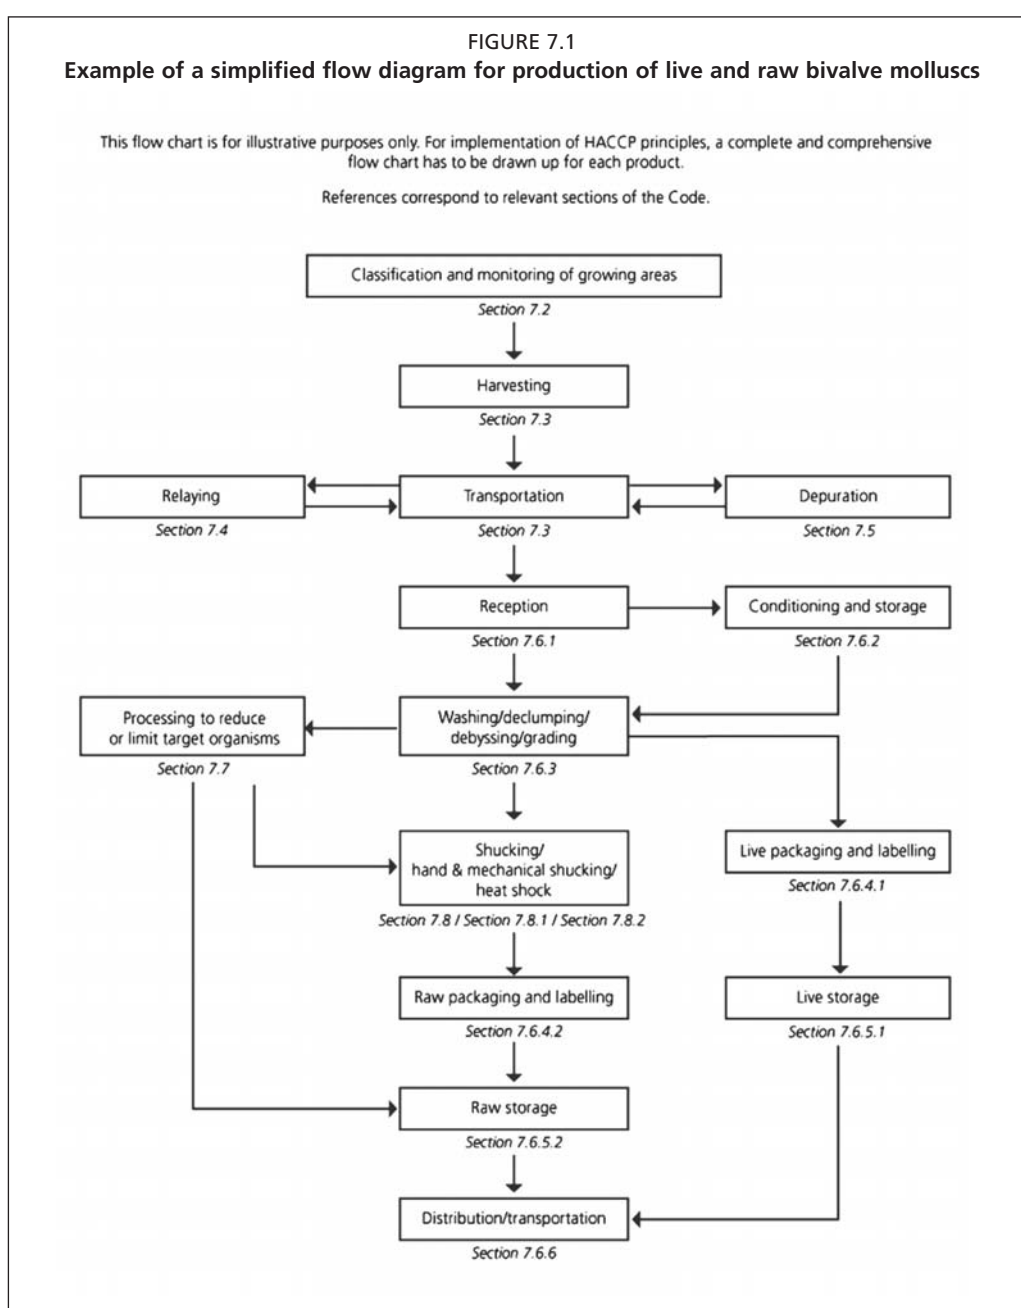 FIGURE 7.1
Example of a simplified flow diagram for production of live and raw bivalve molluscs
This flow chart is for illustrative purposes only. For implementation of HACCP principles, a complete and comprehensive
flow chart has to be drawn up for each product.
References correspond to relevant sections of the Code.
Classification and monitoring of growing areas
Section 7.2
Harvesting
Section 7.3
Relaying
Section 7.4
Transportation
Section 7.3
Depuration
Section 7.5
Reception
Section 7.6.1
Conditioning and storage
Section 7.6.2
Processing to reduce
or limit target organisms
Section 7.7
Washing/declumping/
debyssing/grading
Section 7.6.3
Shucking/
hand & mechanical shucking/
heat shock
Section 7.8 / Section 7.8.1 / Section 7.8.2
Live packaging and labelling
Section 7.6.4.1
Raw packaging and labelling
Section 7.6.4.2
Live storage
Section 7.6.5.1
Raw storage
Section 7.6.5.2
Distribution/transportation
Section 7.6.6